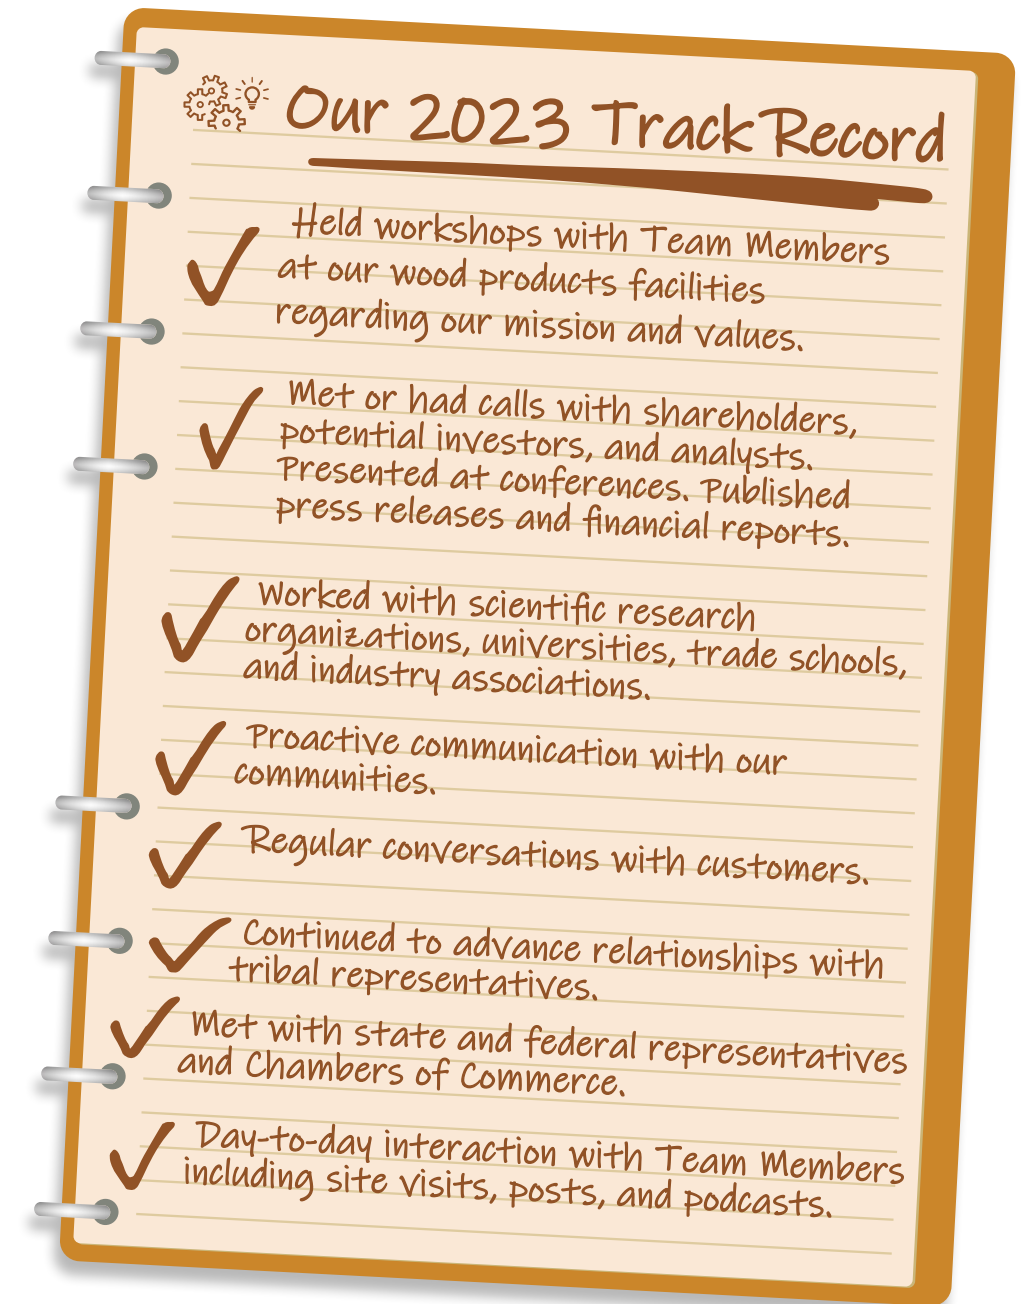 Our 2023 Track Record
Held workshops with Team Members
at our wood products facilities
regarding our mission and values.
Met or had calls with shareholders,
potential investors, and analysts.
Presented at conferences. Published
press releases and financial reports.
Worked with scientific research
organizations, universities, trade schools,
and industry associations.
Proactive communication with our
communities.
Regular conversations with customers.
Continued to advance relationships with
tribal representatives.
Met with state and federal representatives
and Chambers of Commerce.
Day-to-day interaction with Team Members
including site visits, posts, and podcasts.